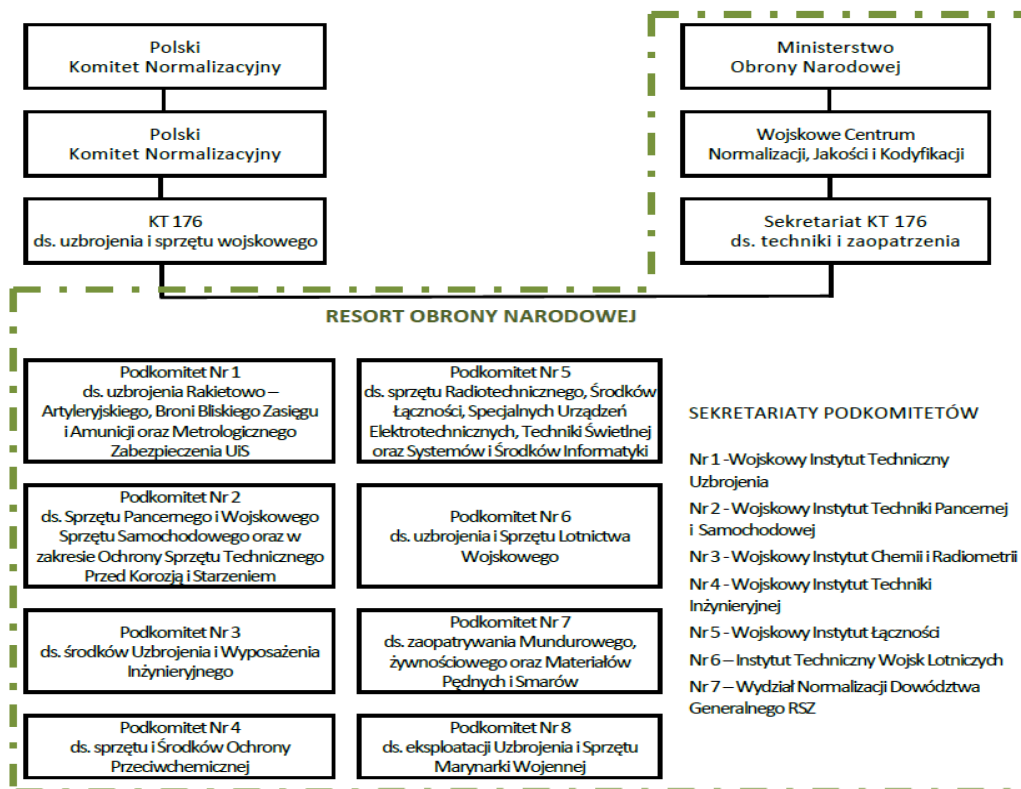 Polski
Komitet Normalizacyjny
Polski
Komitet Normalizacyjny
KT 176
ds. uzbrojenia i sprzętu wojskowego
Ministerstwo
Obrony Narodowej
Wojskowe Centrum
Normalizacji, Jakości i Kodyfikacji
Sekretariat KT 176
ds. techniki i zaopatrzenia
RESORT OBRONY NARODOWEJ
Podkomitet Nr 1
ds. uzbrojenia Rakietowo –
Artyleryjskiego, Broni Bliskiego Zasięgu
i Amunicji oraz Metrologicznego
Zabezpieczenia UiS
Podkomitet Nr 2
ds. Sprzętu Pancernego i Wojskowego
Sprzętu Samochodowego oraz w
zakresie Ochrony Sprzętu Technicznego
Przed Korozją i Starzeniem
Podkomitet Nr 3
ds. środków Uzbrojenia i Wyposażenia
Inżynieryjnego
Podkomitet Nr 4
ds. sprzętu i Środków Ochrony
Przeciwchemicznej
Podkomitet Nr 5
ds. sprzętu Radiotechnicznego, Środków
Łączności, Specjalnych Urządzeń
Elektrotechnicznych, Techniki Świetlnej
oraz Systemów i Środków Informatyki
Podkomitet Nr 6
ds. uzbrojenia i Sprzętu Lotnictwa
Wojskowego
Podkomitet Nr 7
ds. zaopatrywania Mundurowego,
żywnościowego oraz Materiałów
Pędnych i Smarów
Podkomitet Nr 8
ds. eksploatacji Uzbrojenia i Sprzętu
Marynarki Wojennej
SEKRETARIATY PODKOMITETÓW
Nr 1 -Wojskowy Instytut Techniczny
Uzbrojenia
Nr 2 - Wojskowy Instytut Techniki Pancernej
i Samochodowej
Nr 3 – Wojskowy Instytut Chemii i Radiometrii
Nr 4 - Wojskowy Instytut Techniki
Inżynieryjnej
Nr 5 - Wojskowy Instytut Łączności
Nr 6 – Instytut Techniczny Wojsk Lotniczych
Nr 7 – Wydział Normalizacji Dowództwa
Generalnego RSZ